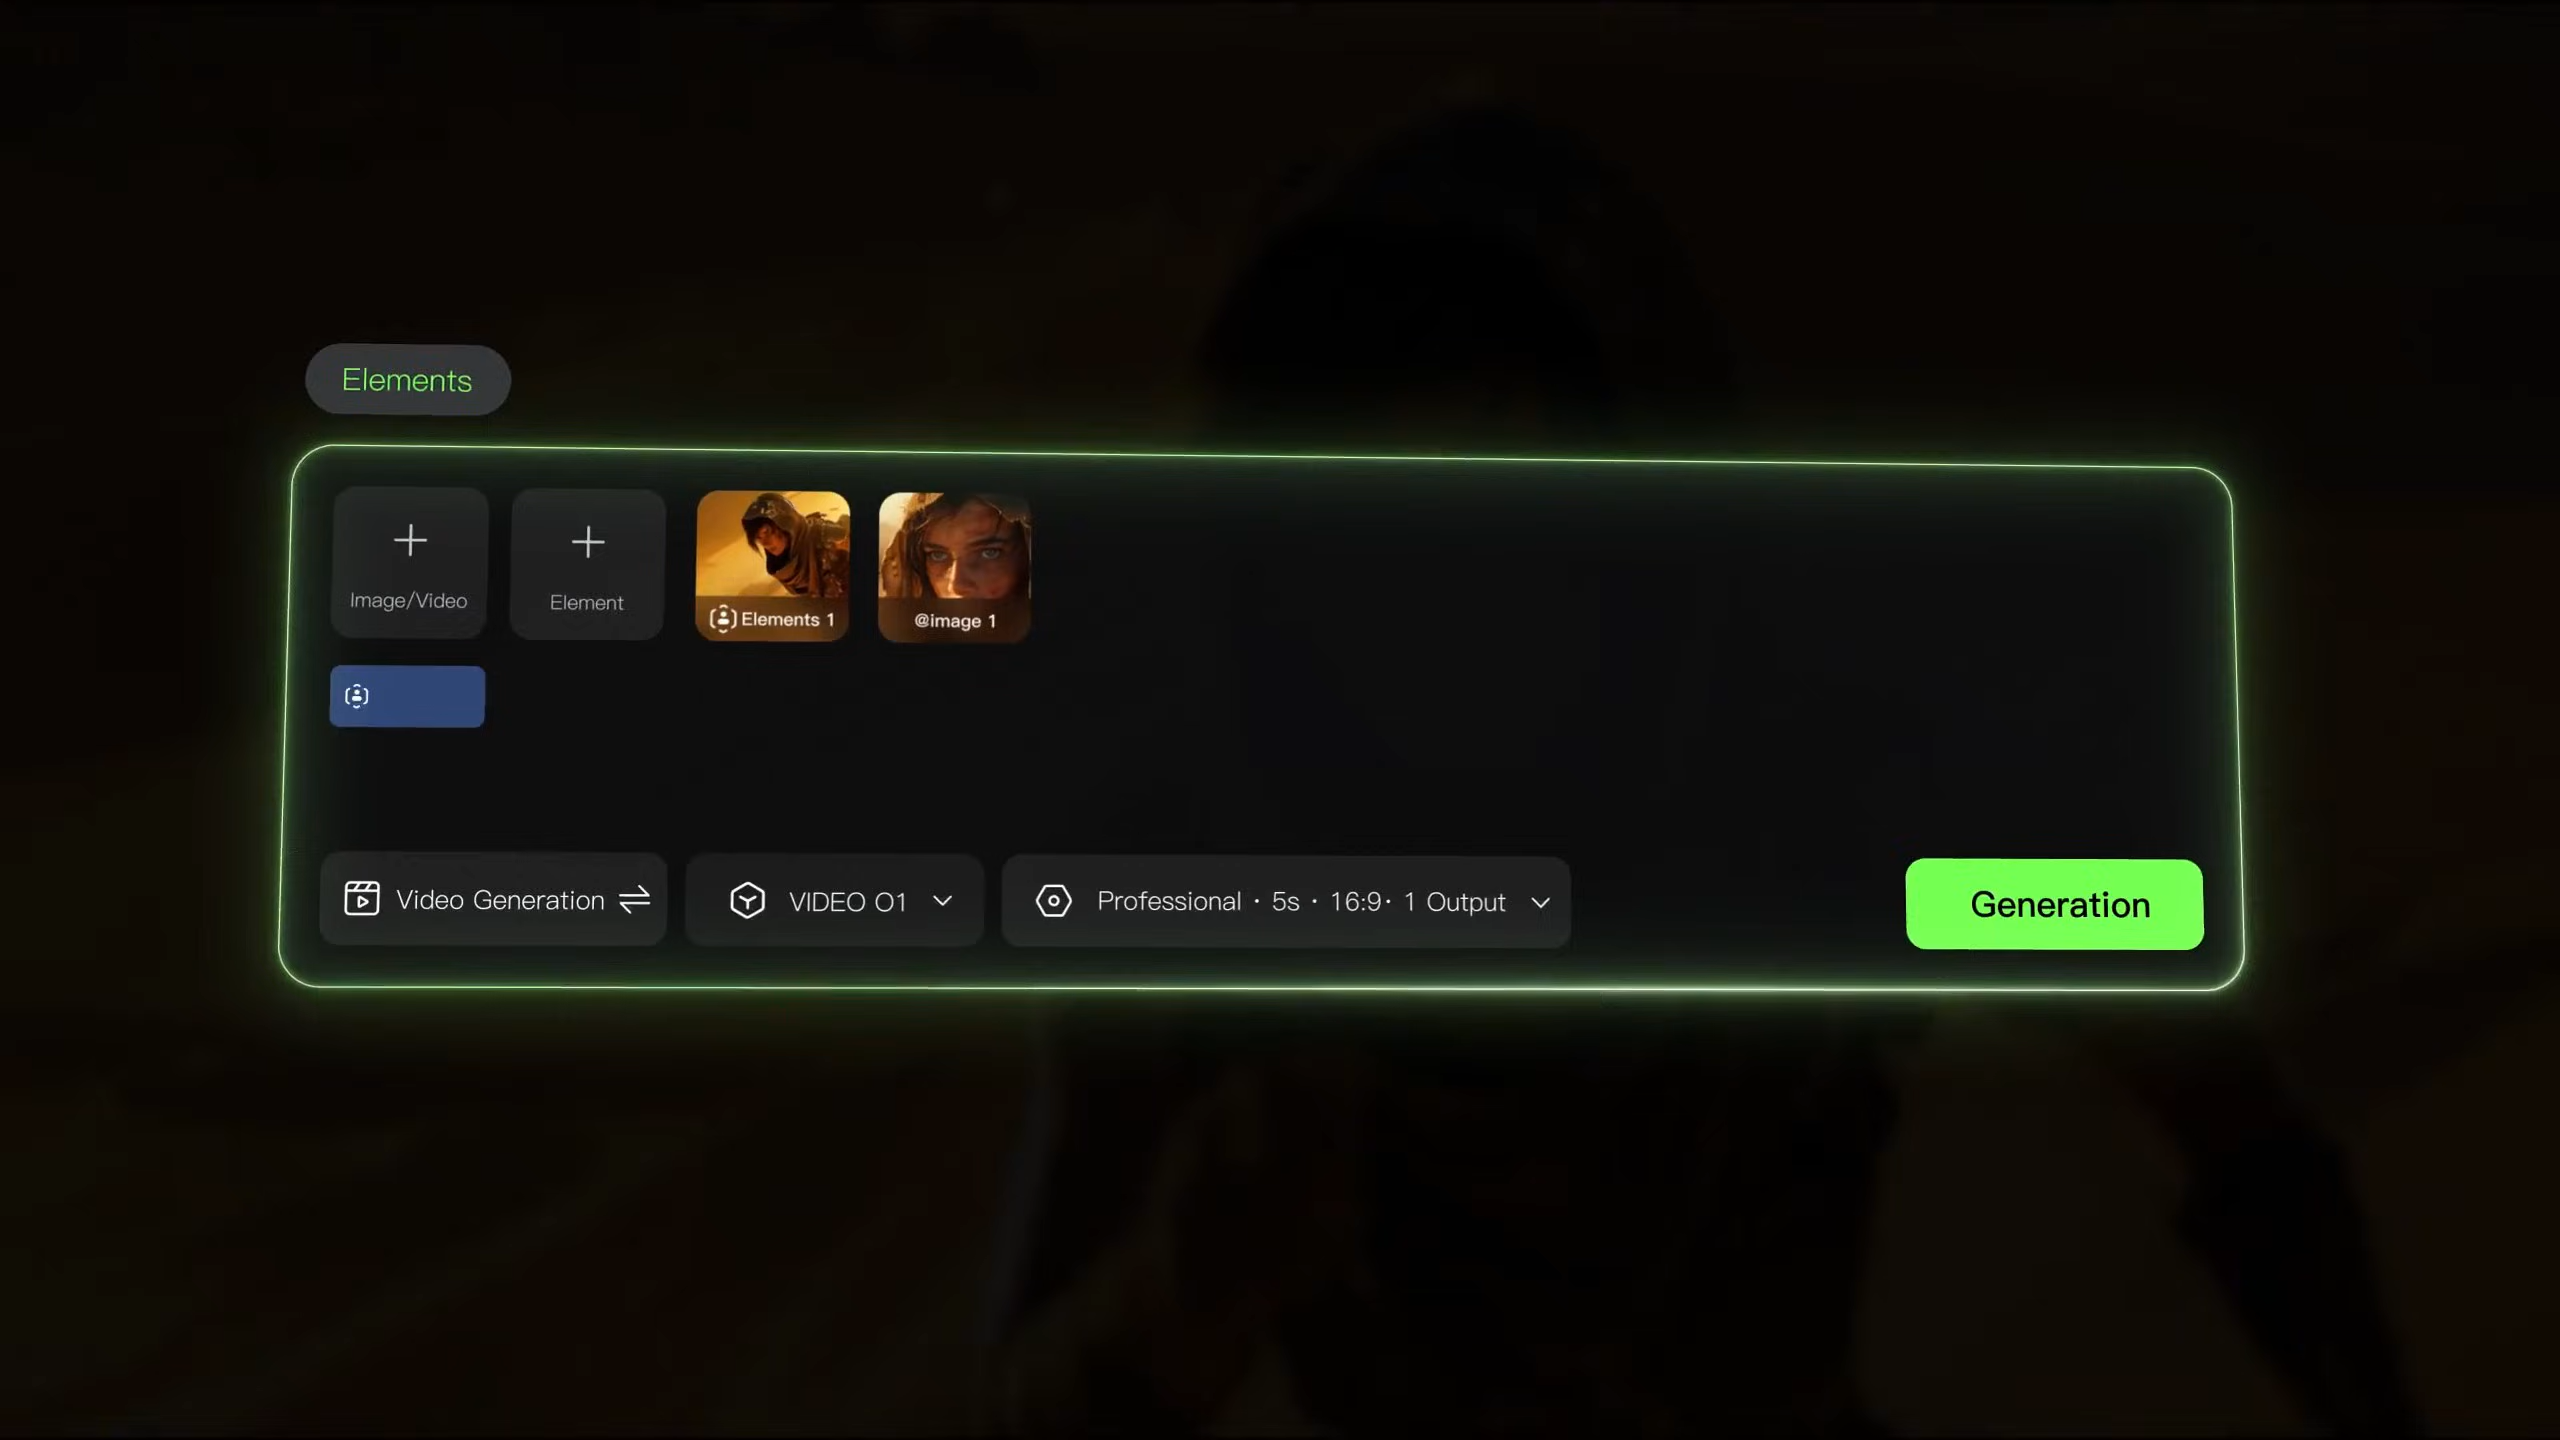 Elements
Image/Video
Element
Elements 1
@image 1
Video Generation
VIDEO O1
Professional · 5s · 16:9 · 1 Output
Generation